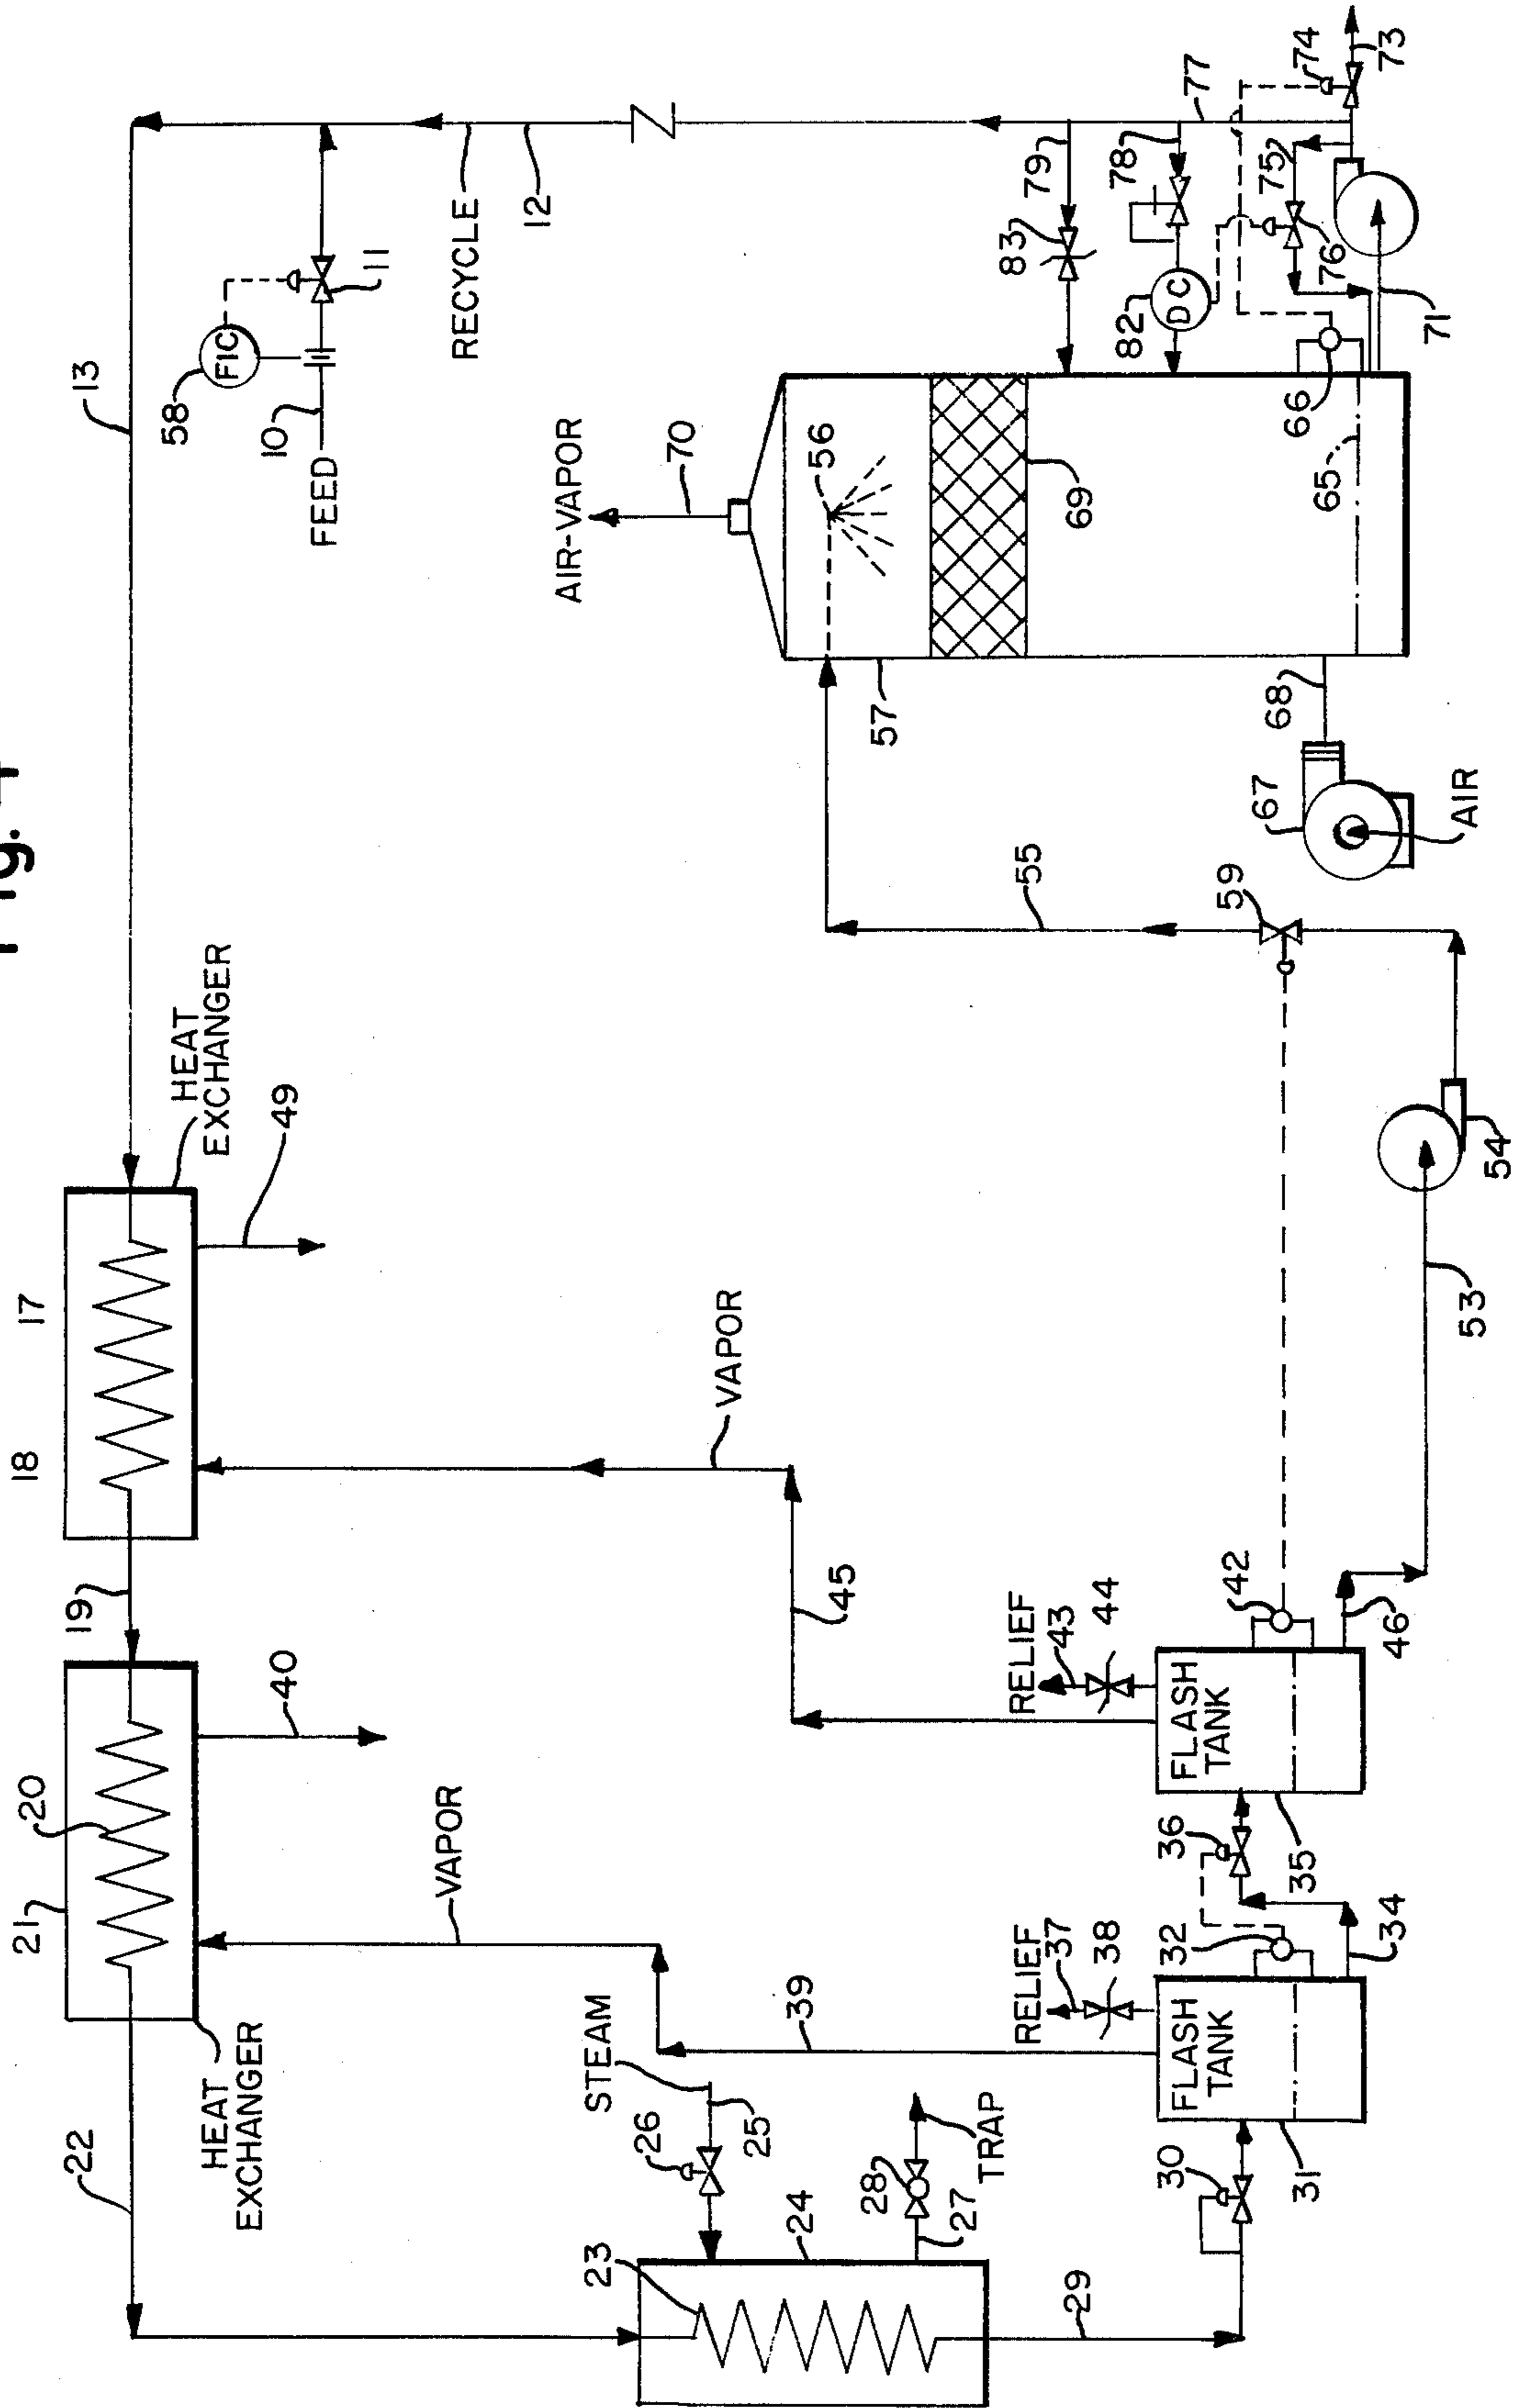 Fig.
17
18
13
HEAT
EXCHANGER
49
19
21
20
40
22
HEAT
EXCHANGER
58
FIC
10
FEED
11
RECYCLE
12
VAPOR
VAPOR
AIR-VAPOR
70
56
57
69
79
83
78
77
82
DC
75
76
74
73
71
66
65
68
67
AIR
55
59
54
53
45
RELIEF
43
44
42
46
FLASH
TANK
35
36
34
32
RELIEF
37
38
39
FLASH
TANK
31
30
STEAM
25
26
23
24
28
27
TRAP
29